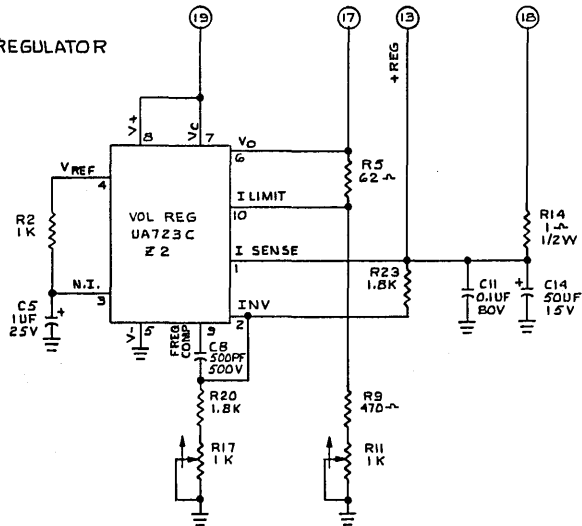 19
17
13
18
REGULATOR
+REG
V+
VC
8
7
VO
6
VREF
4
R5
62Ω
I LIMIT
10
R2
1K
VOL REG
UA723C
Z2
R14
1Ω
1/2W
I SENSE
1
R23
1.8K
N.I.
3
C11
0.1UF
80V
+
C14
50UF
15V
C5
1UF
25V
+
INV
2
V-
5
FREQ
COMP
9
C8
500PF
500V
R20
1.8K
R9
470Ω
R17
1K
R11
1K